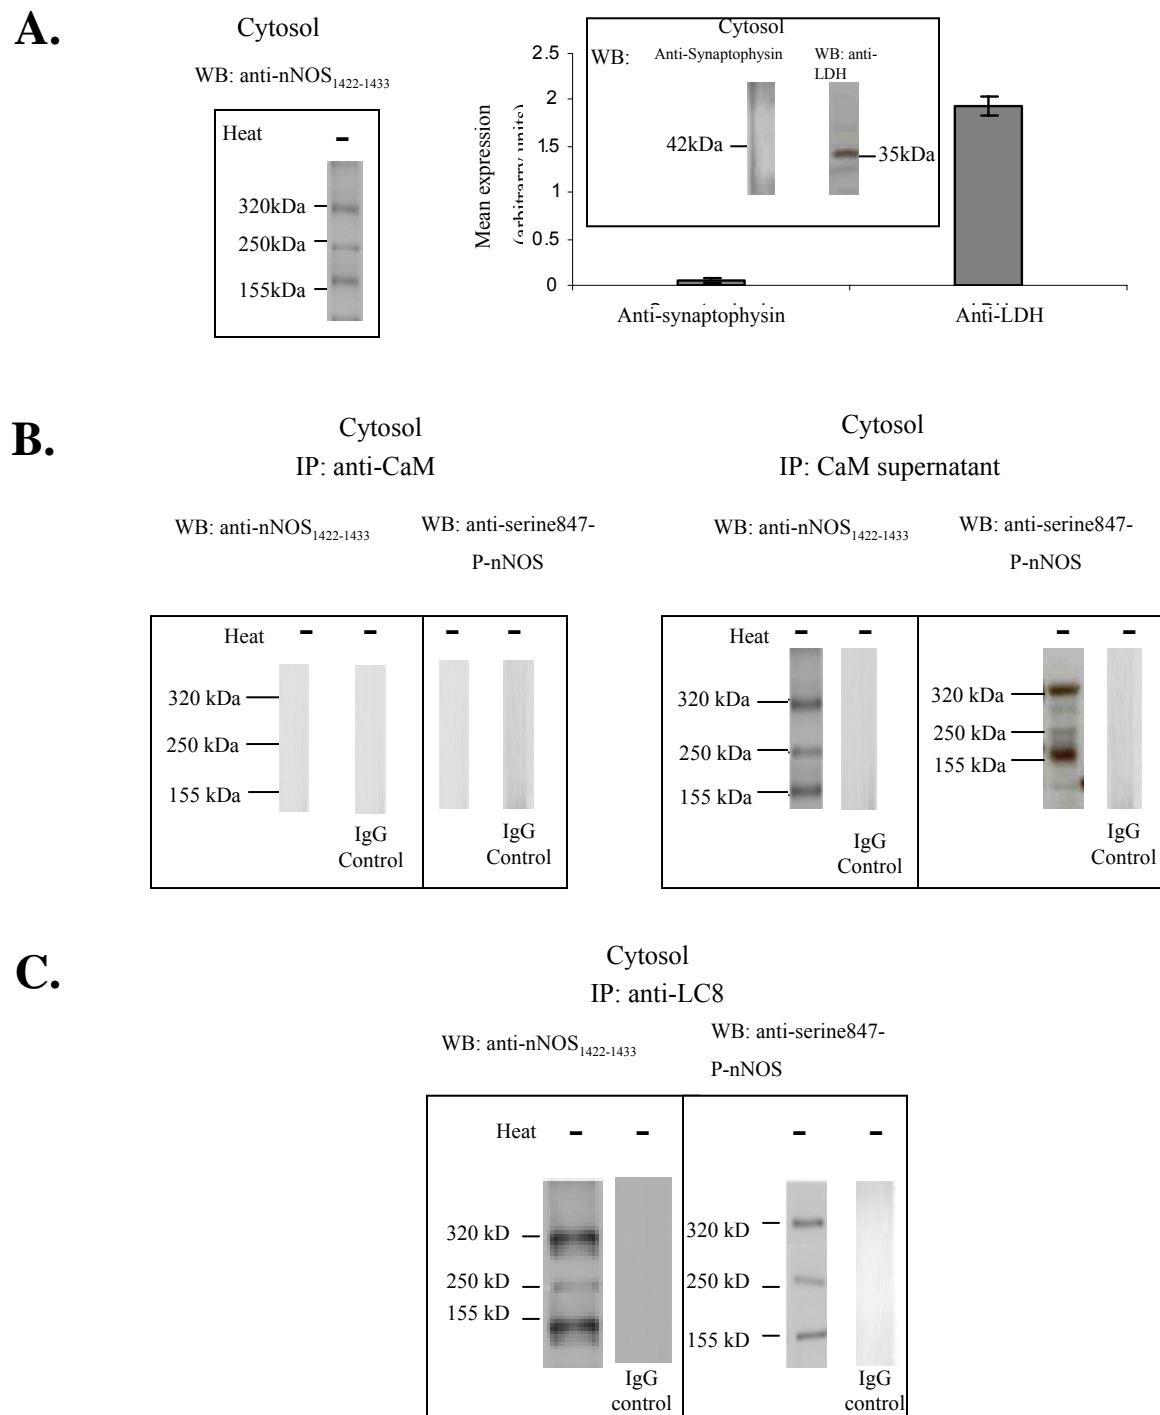 A.
Cytosol
WB: anti-nNOS1422-1433
Heat -
320kDa
250kDa
155kDa
Cytosol
WB: Anti-Synaptophysin WB: anti-
LDH
42kDa
35kDa
Mean expression
(arbitrarry units)
2.5
2
1.5
1
0.5
0
Anti-synaptophysin Anti-LDH
B.
Cytosol
IP: anti-CaM
WB: anti-nNOS1422-1433
WB: anti-serine847-
P-nNOS
Heat - - - -
320 kDa
250 kDa
155 kDa
IgG
Control
IgG
Control
Cytosol
IP: CaM supernatant
WB: anti-nNOS1422-1433
WB: anti-serine847-
P-nNOS
Heat - - - -
320 kDa
250 kDa
155 kDa
IgG
Control
320 kDa
250 kDa
155 kDa
IgG
Control
C.
Cytosol
IP: anti-LC8
WB: anti-nNOS1422-1433
WB: anti-serine847-
P-nNOS
Heat - - - -
320 kD
250 kD
155 kD
IgG
control
320 kD
250 kD
155 kD
IgG
control